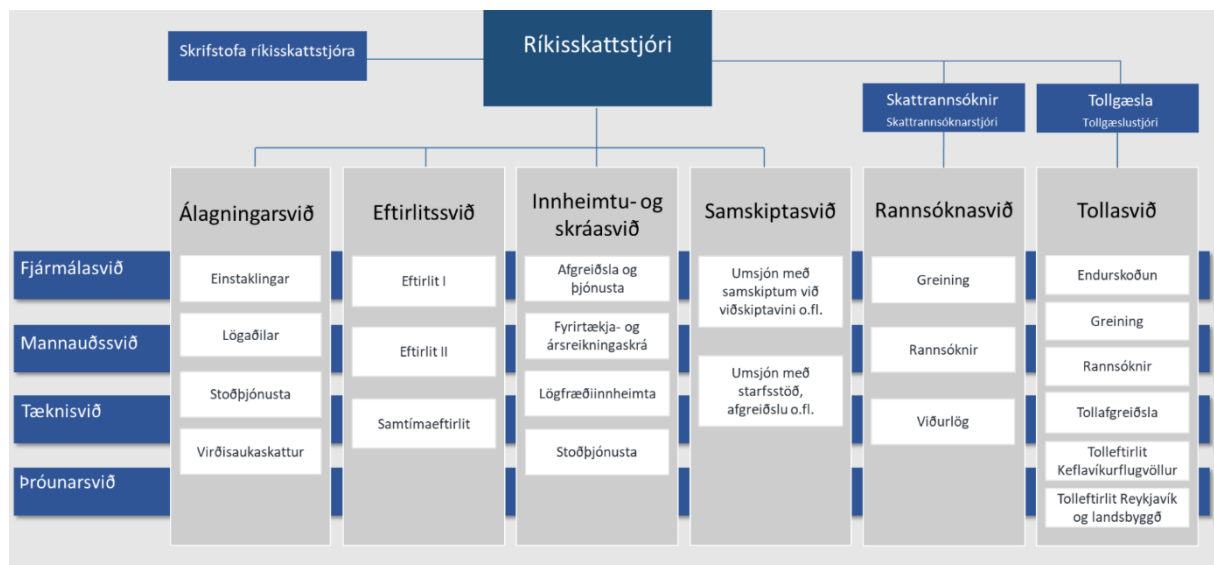 Ríkisskattstjóri
Skrifstofa ríkisskattstjóra
Skattrannsóknir
Skattrannsóknarstjóri
Tollgæsla
Tollgæslustjóri
Fjármálasvið
Mannauðssvið
Tæknisvið
Þróunarsvið
Álagningarsvið
Einstaklingar
Lögaðilar
Stoðþjónusta
Virðisaukaskattur
Eftirlitssvið
Eftirlit I
Eftirlit II
Samtímaeftirlit
Innheimtu- og
skráasvið
Afgreiðsla og
þjónusta
Fyrirtækja- og
ársreikningaskrá
Lögfræðiinnheimta
Stoðþjónusta
Samskiptasvið
Umsjón með
samskiptum við
viðskiptavini o.fl.
Umsjón með
starfsstöð,
afgreiðslu o.fl.
Rannsóknasvið
Greining
Rannsóknir
Viðurlög
Tollasvið
Endurskoðun
Greining
Rannsóknir
Tollafgreiðsla
Tolleftirlit
Keflavíkurflugvöllur
Tolleftirlit Reykjavík
og landsbyggð